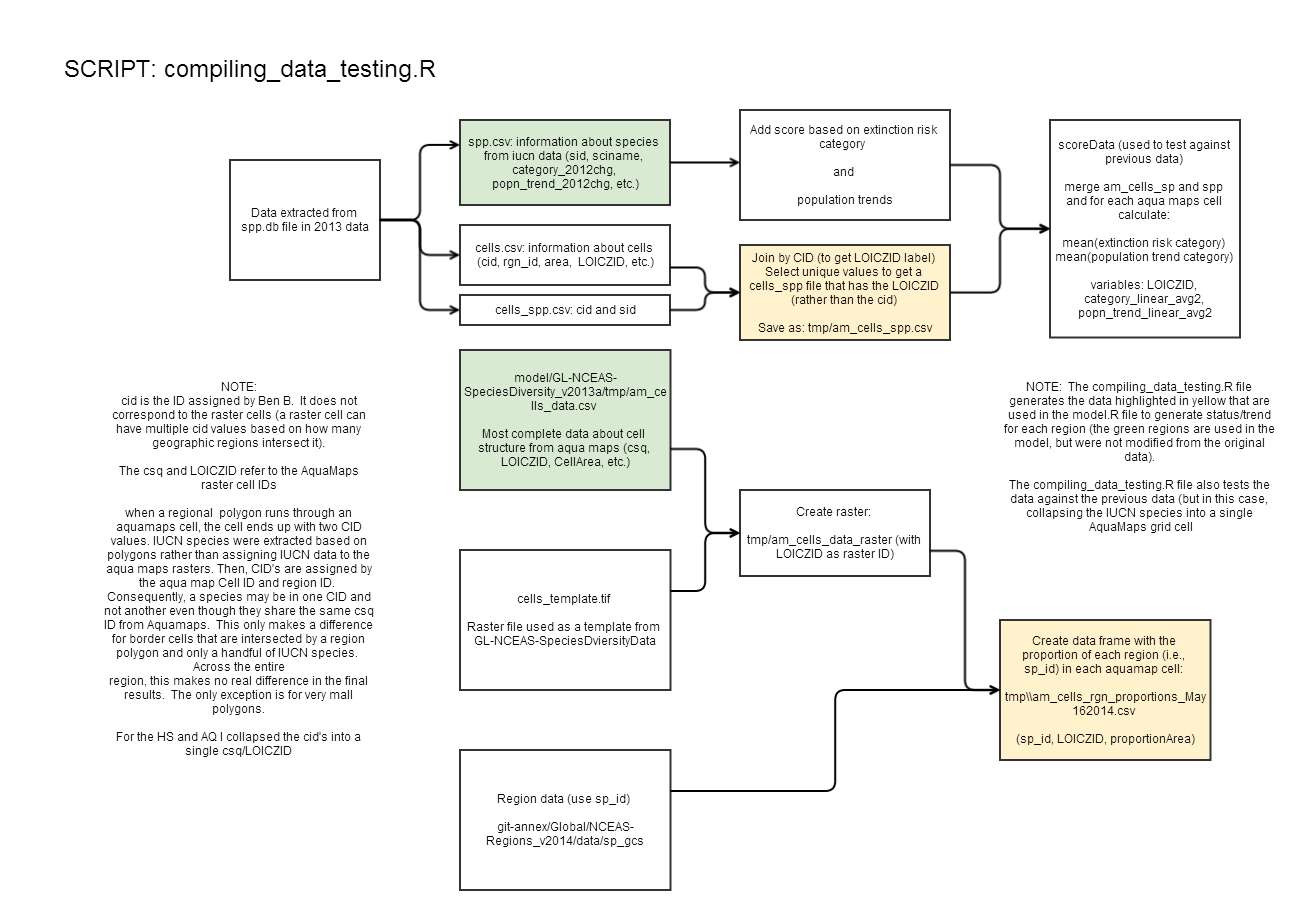 SCRIPT: compiling_data_testing.R
Data extracted from
spp.db file in 2013 data
spp.csv: information about species
from iucn data (sid, sciname,
category_2012chg,
popn_trend_2012chg, etc.)
cells.csv: information about cells
(cid, rgn_id, area,  LOICZID, etc.)
cells_spp.csv: cid and sid
Add score based on extinction risk
category
and
population trends
Join by CID (to get LOICZID label)
Select unique values to get a
cells_spp file that has the LOICZID
(rather than the cid)
Save as: tmp/am_cells_spp.csv
scoreData (used to test against
previous data)
merge am_cells_sp and spp
and for each aqua maps cell
calculate:
mean(extinction risk category)
mean(population trend category)
variables: LOICZID,
category_linear_avg2,
popn_trend_linear_avg2
NOTE:
cid is the ID assigned by Ben B.  It does not
correspond to the raster cells (a raster cell can
have multiple cid values based on how many
geographic regions intersect it).
The csq and LOICZID refer to the AquaMaps
raster cell IDs
when a regional  polygon runs through an
aquamaps cell, the cell ends up with two CID
values. IUCN species were extracted based on
polygons rather than assigning IUCN data to the
aqua maps rasters. Then, CID's are assigned by
the aqua map Cell ID and region ID.
Consequently, a species may be in one CID and
not another even though they share the same csq
ID from Aquamaps.  This only makes a difference
for border cells that are intersected by a region
polygon and only a handful of IUCN species.
Across the entire
region, this makes no real difference in the final
results.  The only exception is for very mall
polygons.
For the HS and AQ I collapsed the cid's into a
single csq/LOICZID
model/GL-NCEAS-
SpeciesDiversity_v2013a/tmp/am_ce
lls_data.csv
Most complete data about cell
structure from aqua maps (csq,
LOICZID, CellArea, etc.)
cells_template.tif
Raster file used as a template from
GL-NCEAS-SpeciesDviersityData
Region data (use sp_id)
git-annex/Global/NCEAS-
Regions_v2014/data/sp_gcs
Create raster:
tmp/am_cells_data_raster (with
LOICZID as raster ID)
NOTE:  The compiling_data_testing.R file
generates the data highlighted in yellow that are
used in the model.R file to generate status/trend
for each region (the green regions are used in the
model, but were not modified from the original
data).
The compiling_data_testing.R file also tests the
data against the previous data (but in this case,
collapsing the IUCN species into a single
AquaMaps grid cell
Create data frame with the
proportion of each region (i.e.,
sp_id) in each aquamap cell:
tmp\\am_cells_rgn_proportions_May
162014.csv
(sp_id, LOICZID, proportionArea)